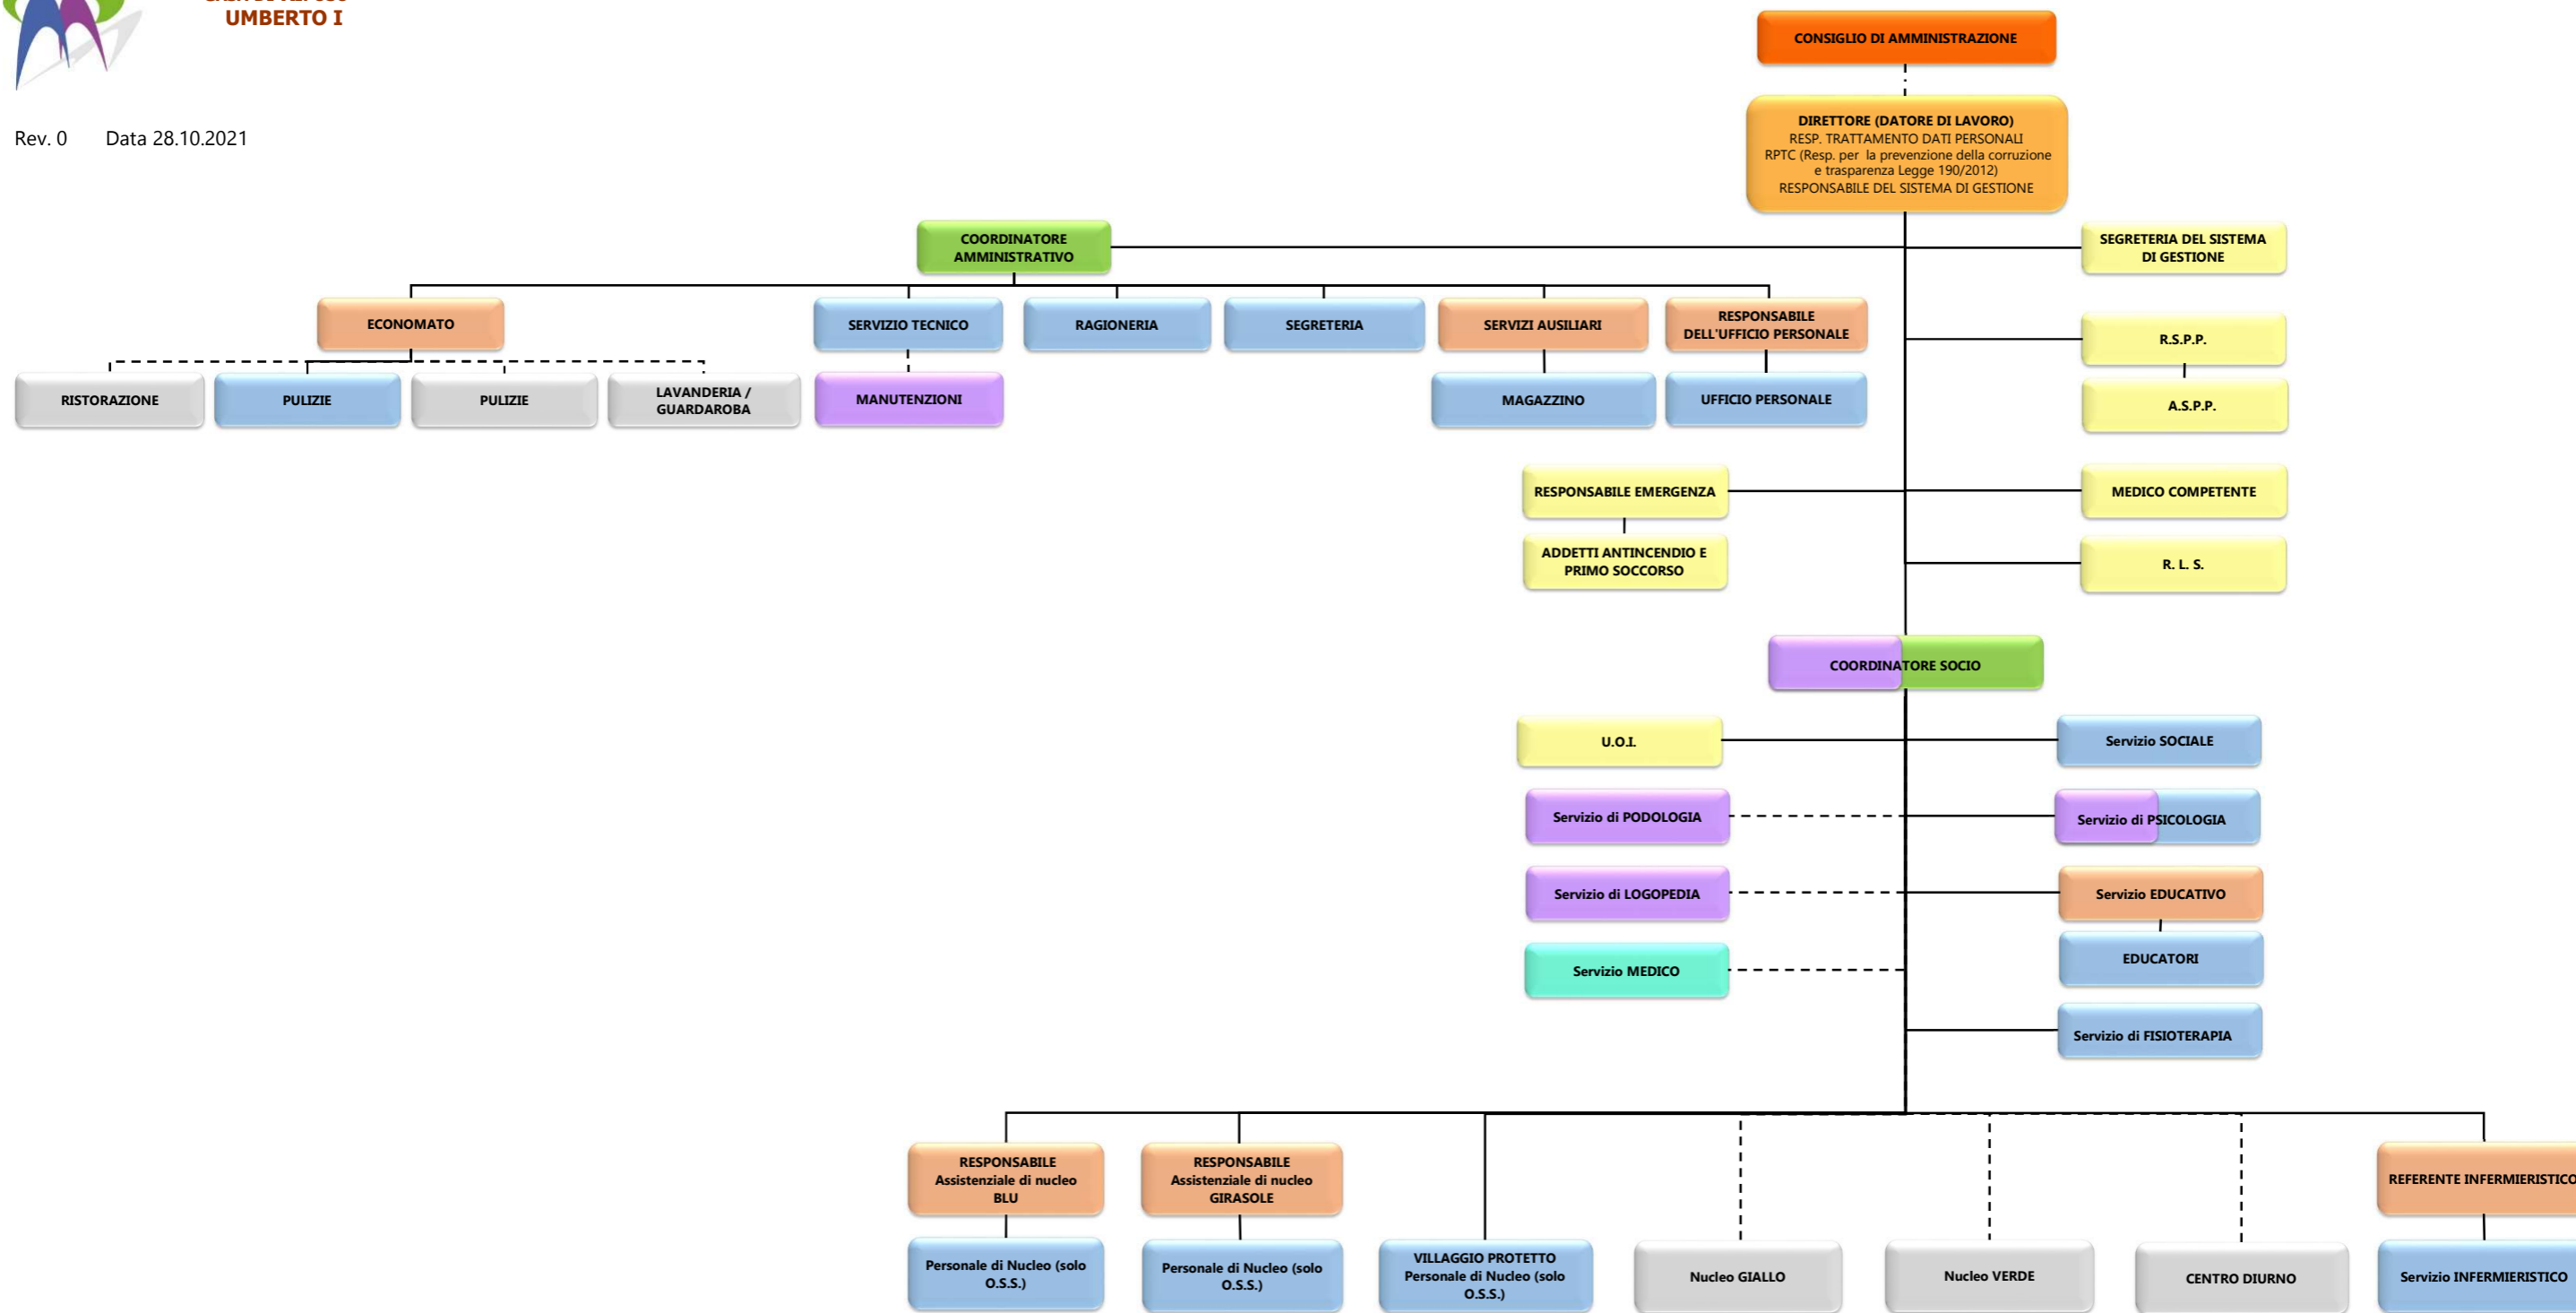 UMBERTO I
Rev. 0 Data 28.10.2021
CONSIGLIO DI AMMINISTRAZIONE
DIRETTORE (DATORE DI LAVORO)
RESP. TRATTAMENTO DATI PERSONALI
RPTC (Resp. per la prevenzione della corruzione
e trasparenza Legge 190/2012)
RESPONSABILE DEL SISTEMA DI GESTIONE
COORDINATORE
AMMINISTRATIVO
SEGRETERIA DEL SISTEMA
DI GESTIONE
ECONOMATO
SERVIZIO TECNICO
RAGIONERIA
SEGRETERIA
SERVIZI AUSILIARI
RESPONSABILE
DELL'UFFICIO PERSONALE
R.S.P.P.
RISTORAZIONE
PULIZIE
PULIZIE
LAVANDERIA /
GUARDAROBA
MANUTENZIONI
MAGAZZINO
UFFICIO PERSONALE
A.S.P.P.
RESPONSABILE EMERGENZA
MEDICO COMPETENTE
ADDETTI ANTINCENDIO E
PRIMO SOCCORSO
R. L. S.
COORDINATORE SOCIO
U.O.I.
Servizio SOCIALE
Servizio di PODOLOGIA
Servizio di PSICOLOGIA
Servizio di LOGOPEDIA
Servizio EDUCATIVO
Servizio MEDICO
EDUCATORI
Servizio di FISIOTERAPIA
RESPONSABILE
Assistenziale di nucleo
BLU
RESPONSABILE
Assistenziale di nucleo
GIRASOLE
REFERENTE INFERMIERISTICO
Personale di Nucleo (solo
O.S.S.)
Personale di Nucleo (solo
O.S.S.)
VILLAGGIO PROTETTO
Personale di Nucleo (solo
O.S.S.)
Nucleo GIALLO
Nucleo VERDE
CENTRO DIURNO
Servizio INFERMIERISTICO